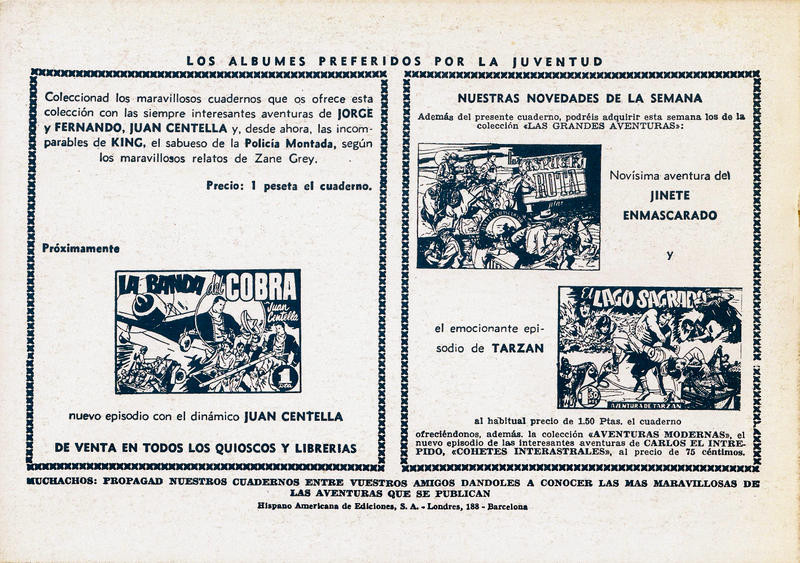 LOS ALBUMES PREFERIDOS POR LA JUVENTUD
Coleccionad los maravillosos cuadernos que os ofrece esta
colección con las siempre interesantes aventuras de JORGE
y FERNANDO, JUAN CENTELLA y, desde ahora, las incom-
parables de KING, el sabueso de la Policía Montada, según
los maravillosos relatos de Zane Grey.
Precio: 1 peseta el cuaderno.
Próximamente
LA BANDA del COBRA
Juan
Centella
1
nuevo episodio con el dinámico JUAN CENTELLA
DE VENTA EN TODOS LOS QUIOSCOS Y LIBRERIAS
NUESTRAS NOVEDADES DE LA SEMANA
Además del presente cuaderno, podréis adquirir esta semana los de la
colección «LAS GRANDES AVENTURAS»:
ROTA
Novísima aventura del
JINETE
ENMASCARADO
y
EL LAGO SAGRADO
1.50
AVENTURA DE TARZAN
el emocionante epi-
sodio de TARZAN
al habitual precio de 1.50 Ptas. el cuaderno
ofreciéndonos, además, la colección «AVENTURAS MODERNAS», el
nuevo episodio de las interesantes aventuras de CARLOS EL INTRE-
PIDO, «COHETES INTERASTRALES», al precio de 75 céntimos.
MUCHACHOS: PROPAGAD NUESTROS CUADERNOS ENTRE VUESTROS AMIGOS DANDOLES A CONOCER LAS MAS MARAVILLOSAS DE
LAS AVENTURAS QUE SE PUBLICAN
Hispano Americana de Ediciones, S. A. - Londres, 188 - Barcelona